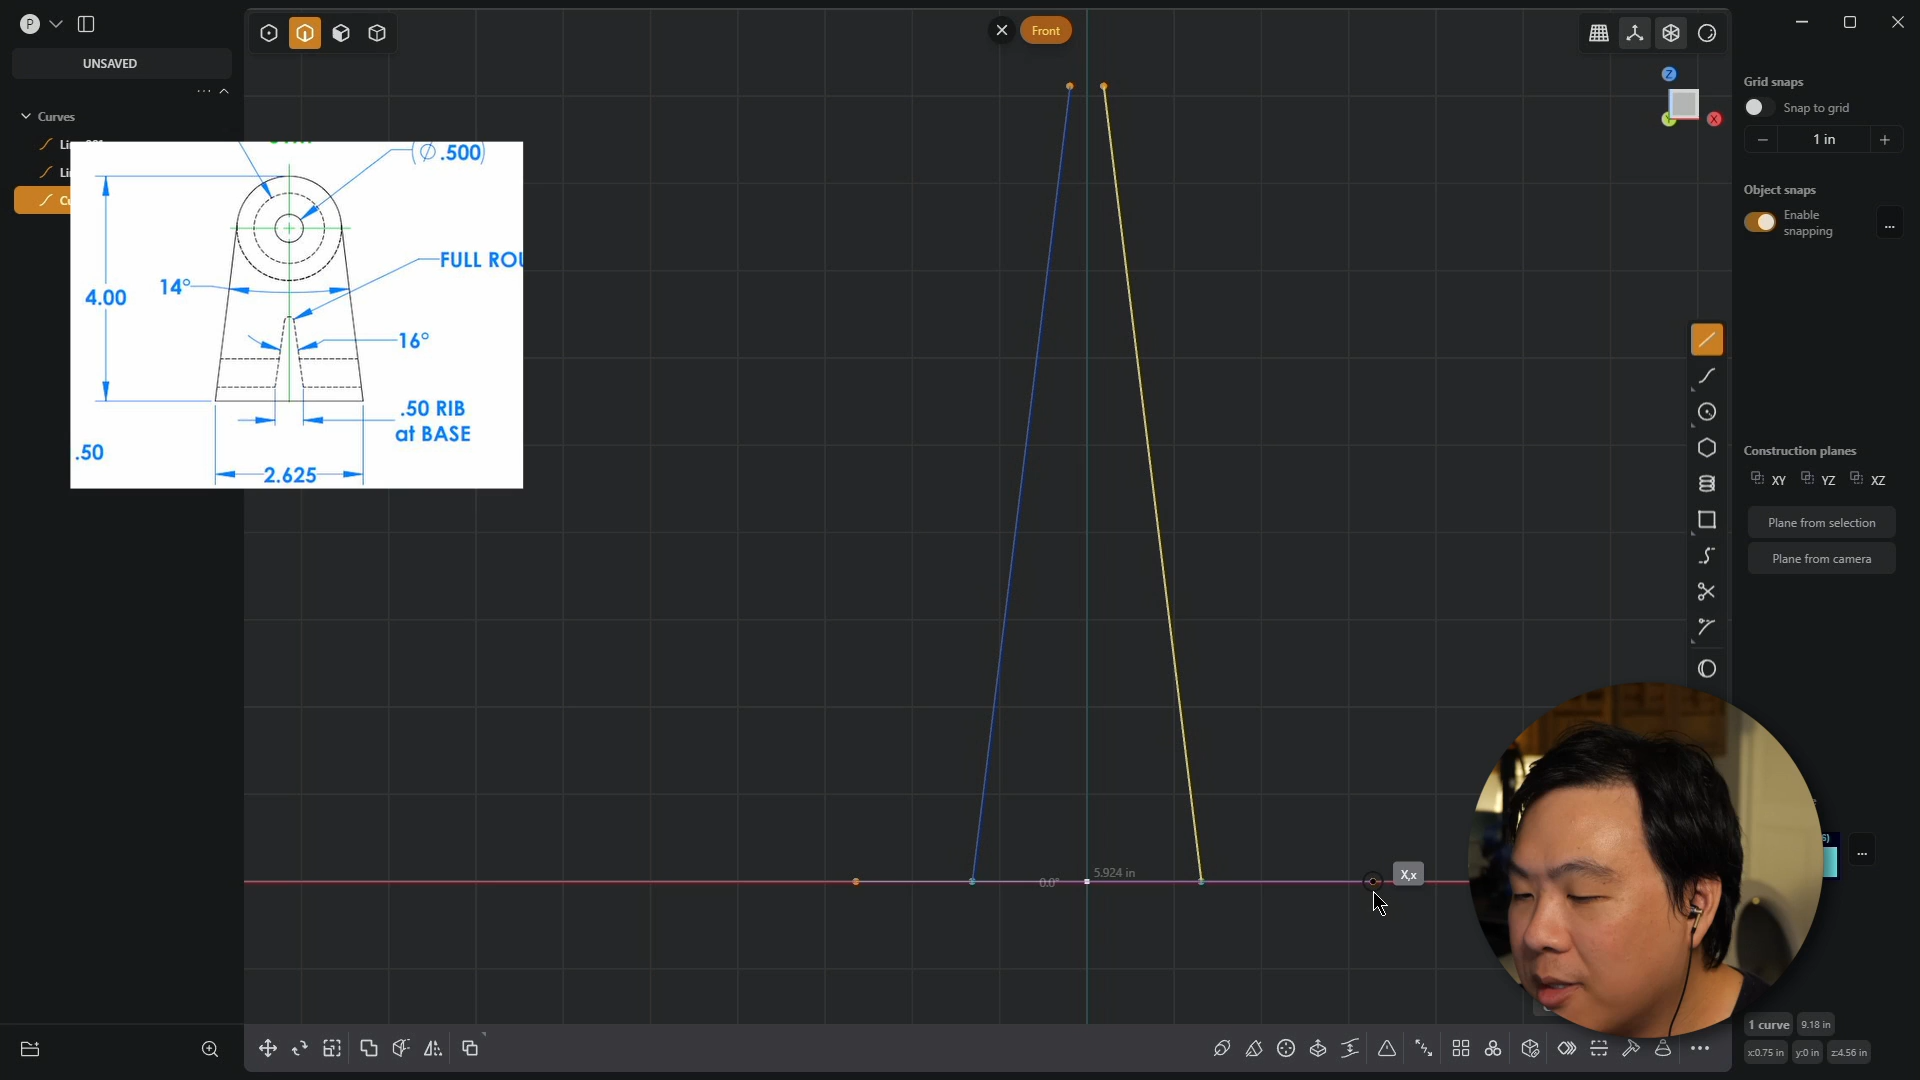 P
UNSAVED
...
Curves
Li
Li
Cu
(∅ .500)
FULL ROU
4.00
14°
16°
.50 RIB
at BASE
.50
2.625
Front
Z
Y
X
5.924 in
0.0°
X,x
Grid snaps
Snap to grid
1 in
Object snaps
Enable
snapping
...
Construction planes
XY
YZ
XZ
Plane from selection
Plane from camera
...
1 curve
9.18 in
x:0.75 in
y:0 in
z:4.56 in